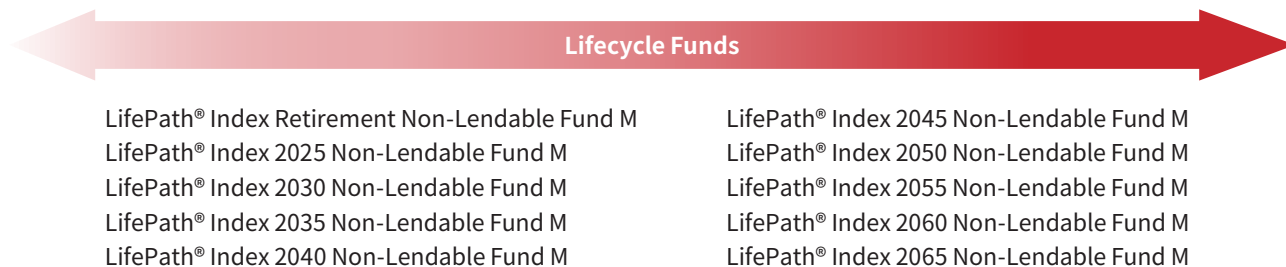 Lifecycle Funds
LifePath® Index Retirement Non-Lendable Fund M
LifePath® Index 2025 Non-Lendable Fund M
LifePath® Index 2030 Non-Lendable Fund M
LifePath® Index 2035 Non-Lendable Fund M
LifePath® Index 2040 Non-Lendable Fund M
LifePath® Index 2045 Non-Lendable Fund M
LifePath® Index 2050 Non-Lendable Fund M
LifePath® Index 2055 Non-Lendable Fund M
LifePath® Index 2060 Non-Lendable Fund M
LifePath® Index 2065 Non-Lendable Fund M